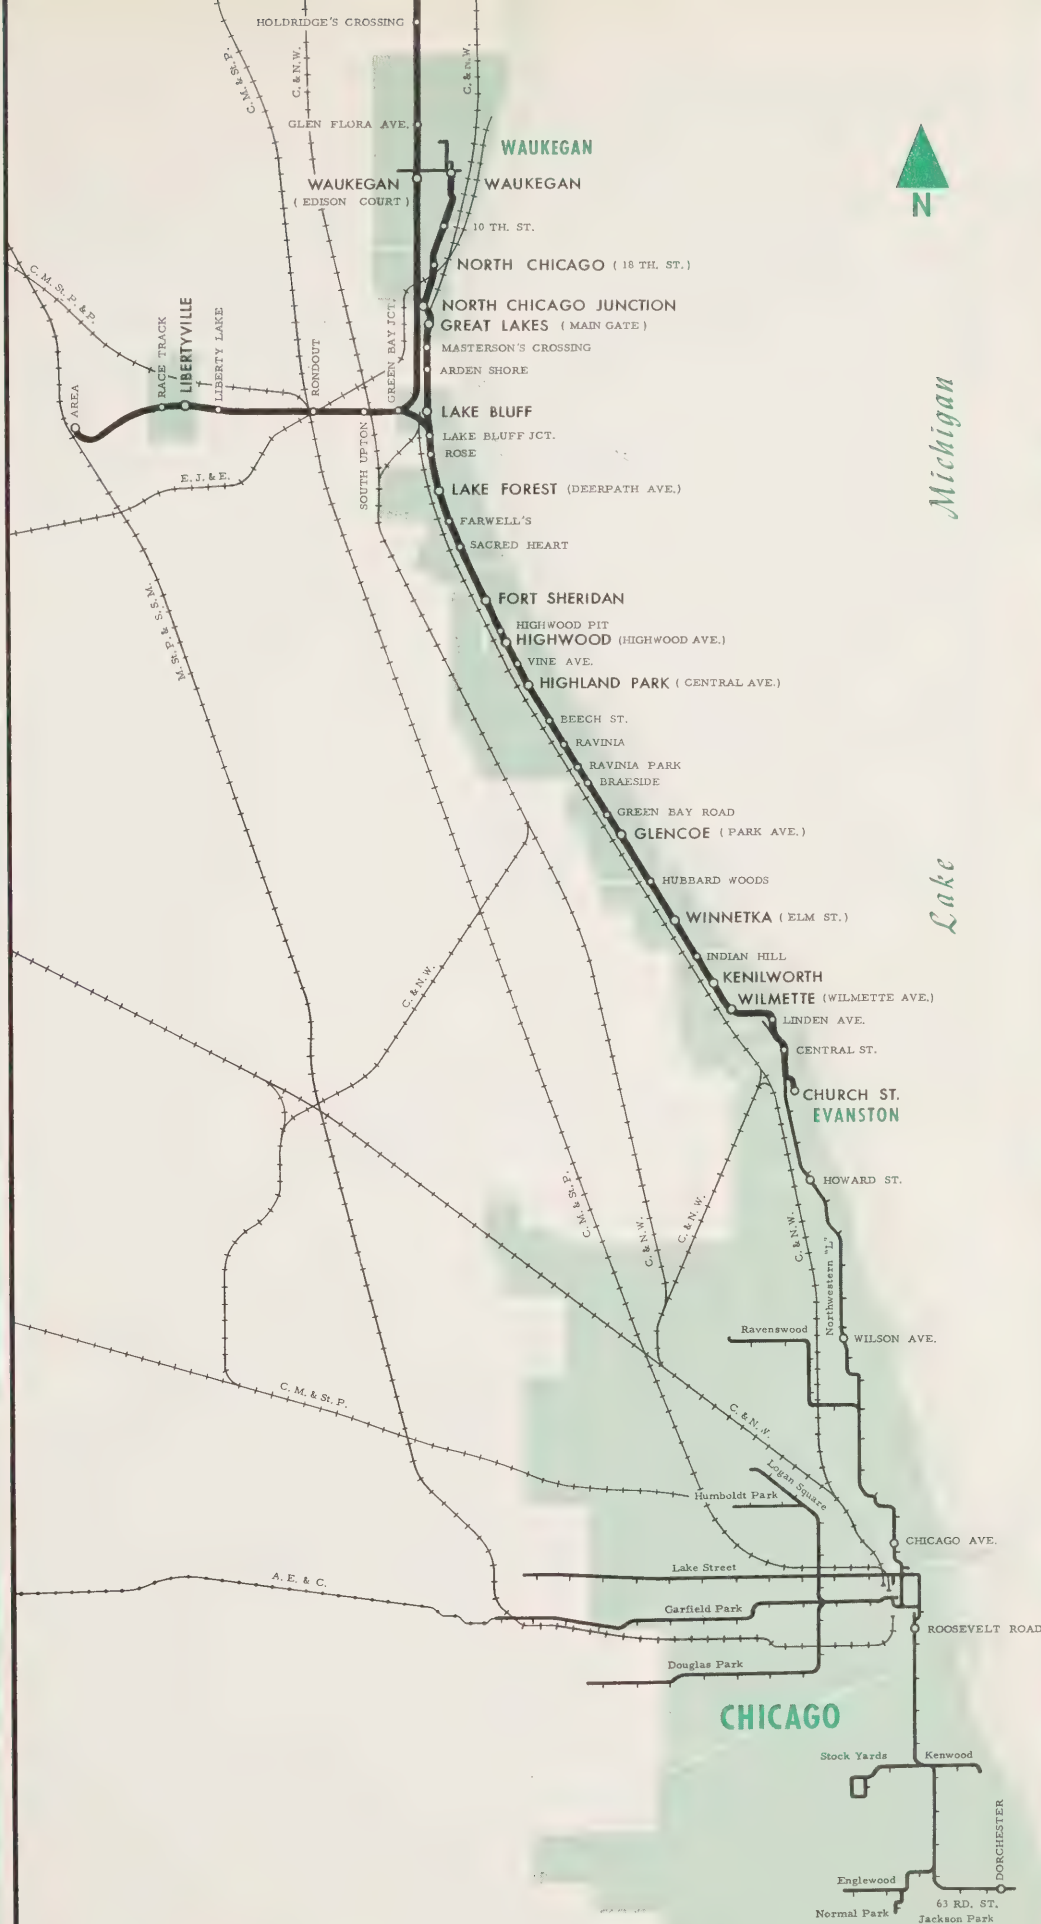 HOLDRIDGE'S CROSSING
C. M. & St. P.
C. & N.W.
C. & N.W.
GLEN FLORA AVE.
WAUKEGAN
WAUKEGAN
( EDISON COURT )
WAUKEGAN
N
10 TH. ST.
NORTH CHICAGO ( 18 TH. ST. )
C. M. St. P. & P.
RACE TRACK
LIBERTYVILLE
LIBERTY LAKE
RONDOUT
GREEN BAY JCT.
NORTH CHICAGO JUNCTION
GREAT LAKES ( MAIN GATE )
MASTERSON'S CROSSING
ARDEN SHORE
AREA
LAKE BLUFF
LAKE BLUFF JCT.
ROSE
SOUTH UPTON
E. J. & E.
LAKE FOREST (DEERPATH AVE.)
FARWELL'S
SACRED HEART
Michigan
M. St. P. & S. S. M.
FORT SHERIDAN
HIGHWOOD PIT
HIGHWOOD (HIGHWOOD AVE.)
VINE AVE.
HIGHLAND PARK ( CENTRAL AVE.)
BEECH ST.
RAVINIA
RAVINIA PARK
BRAESIDE
GREEN BAY ROAD
GLENCOE ( PARK AVE. )
HUBBARD WOODS
Lake
WINNETKA ( ELM ST. )
INDIAN HILL
C. & N.W.
KENILWORTH
WILMETTE (WILMETTE AVE.)
LINDEN AVE.
CENTRAL ST.
CHURCH ST.
EVANSTON
HOWARD ST.
C. M. & St. P.
C. & N.W.
C. & N. W.
C. & N.W.
Northwestern "L"
Ravenswood
WILSON AVE.
C. M. & St. P.
C. & N. W.
Logan Square
Humboldt Park
CHICAGO AVE.
Lake Street
A. E. & C.
Garfield Park
ROOSEVELT ROAD
Douglas Park
CHICAGO
Stock Yards
Kenwood
DORCHESTER
Englewood
63 RD. ST.
Normal Park
Jackson Park